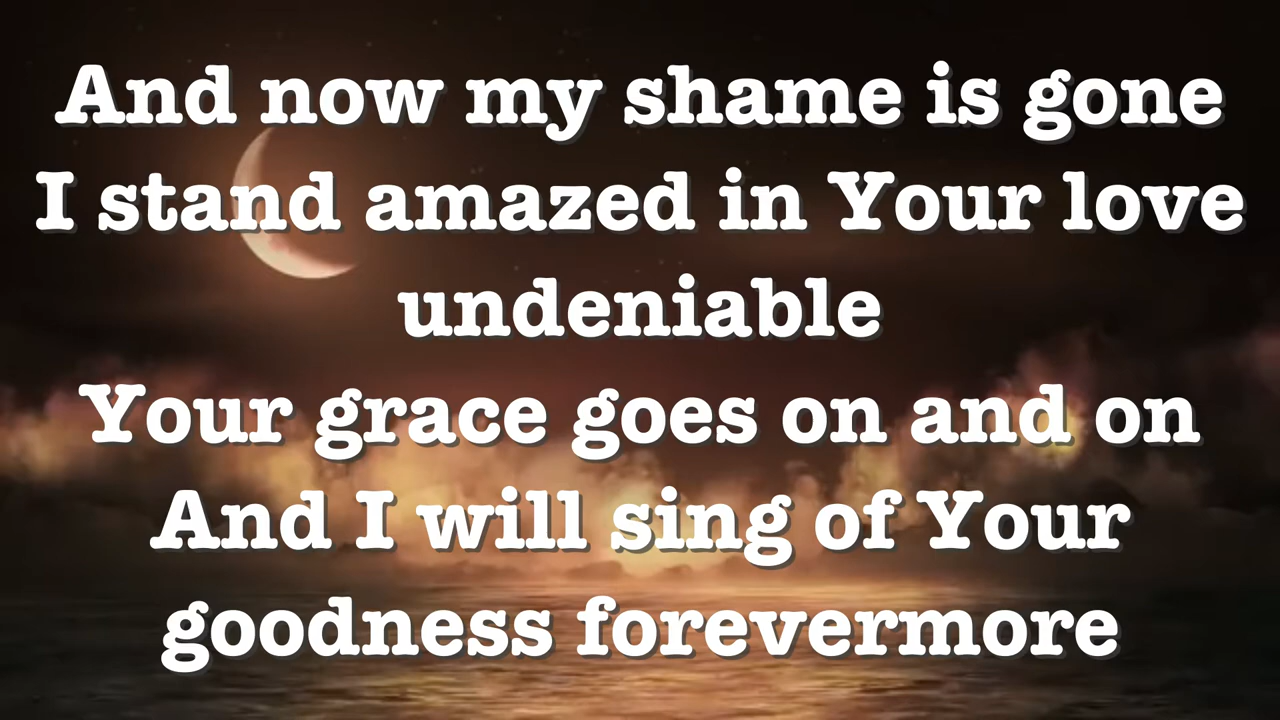 And now my shame is gone
I stand amazed in Your love
undeniable
Your grace goes on and on
And I will sing of Your
goodness forevermore